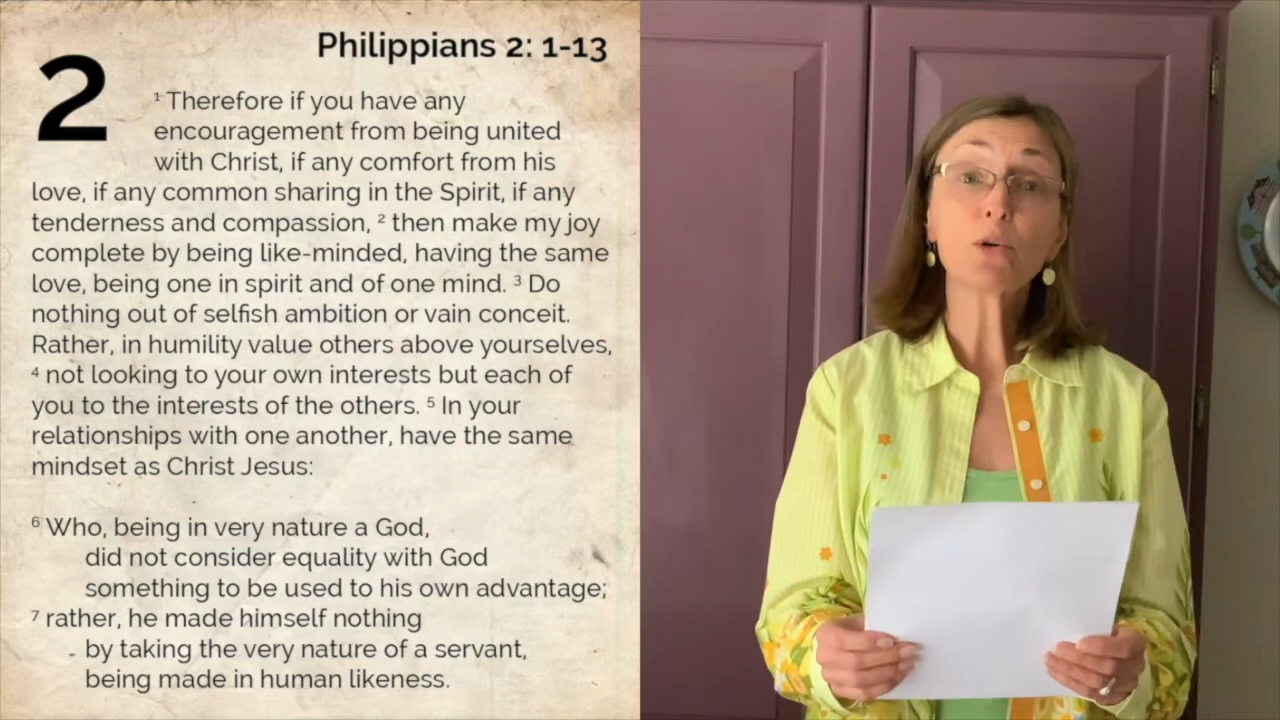 Philippians 2: 1-13
2
¹ Therefore if you have any
encouragement from being united
with Christ, if any comfort from his
love, if any common sharing in the Spirit, if any
tenderness and compassion, ² then make my joy
complete by being like-minded, having the same
love, being one in spirit and of one mind. ³ Do
nothing out of selfish ambition or vain conceit.
Rather, in humility value others above yourselves,
⁴ not looking to your own interests but each of
you to the interests of the others. ⁵ In your
relationships with one another, have the same
mindset as Christ Jesus:
⁶ Who, being in very nature a God,
did not consider equality with God
something to be used to his own advantage;
⁷ rather, he made himself nothing
by taking the very nature of a servant,
being made in human likeness.